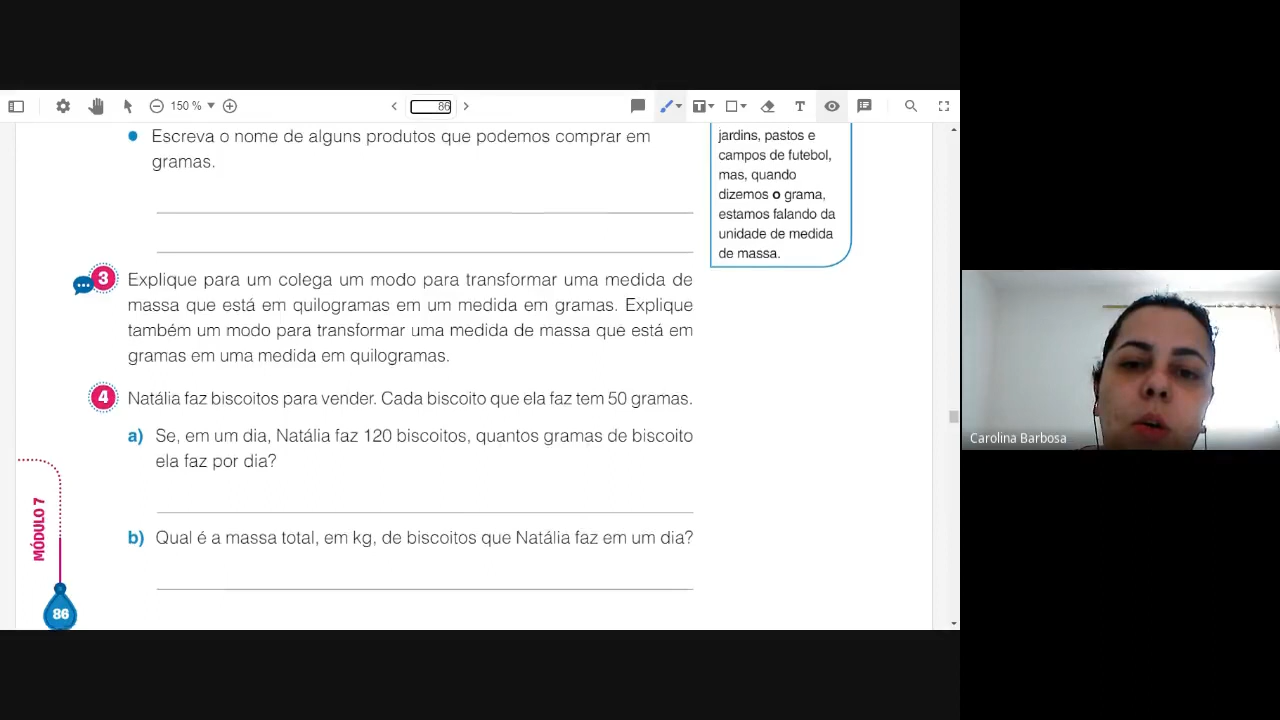 150 %
86
Escreva o nome de alguns produtos que podemos comprar em
gramas.
jardins, pastos e
campos de futebol,
mas, quando
dizemos o grama,
estamos falando da
unidade de medida
de massa.
3
Explique para um colega um modo para transformar uma medida de
massa que está em quilogramas em um medida em gramas. Explique
também um modo para transformar uma medida de massa que está em
gramas em uma medida em quilogramas.
4
Natália faz biscoitos para vender. Cada biscoito que ela faz tem 50 gramas.
a) Se, em um dia, Natália faz 120 biscoitos, quantos gramas de biscoito
ela faz por dia?
b) Qual é a massa total, em kg, de biscoitos que Natália faz em um dia?
MÓDULO 7
86
Carolina Barbosa